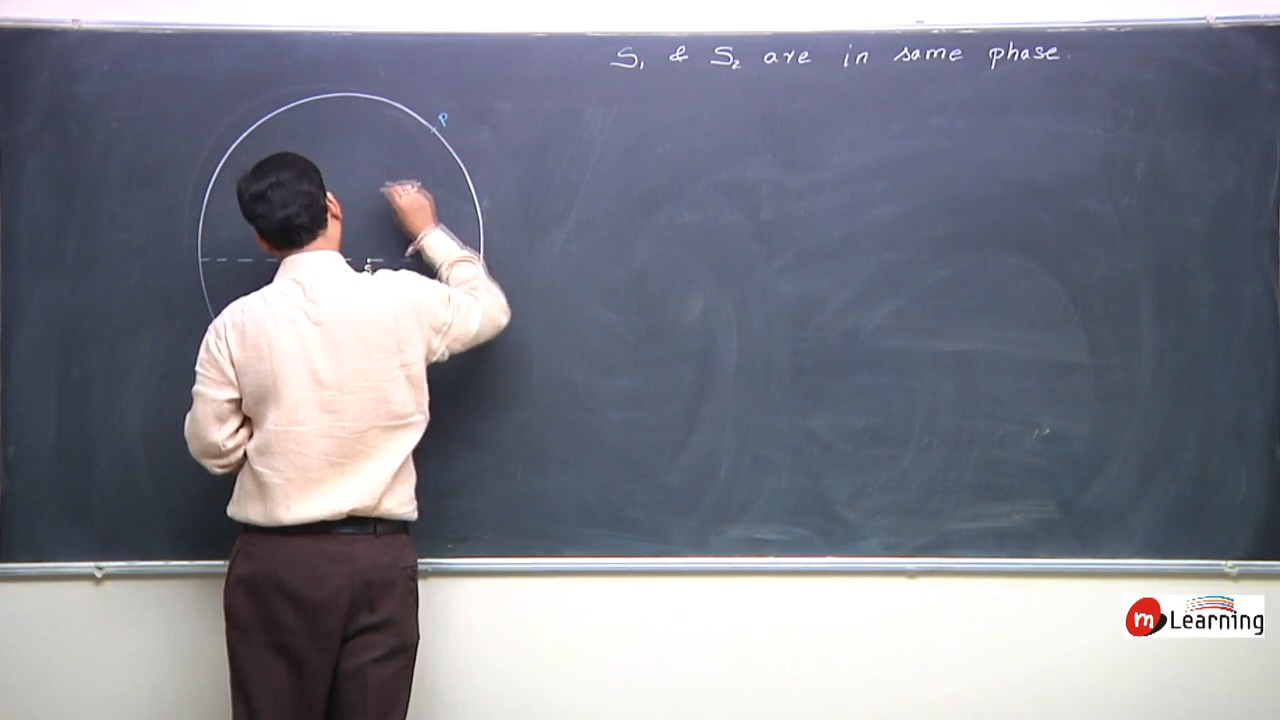 S₁ & S₂ are in same phase.
P
S
m Learning